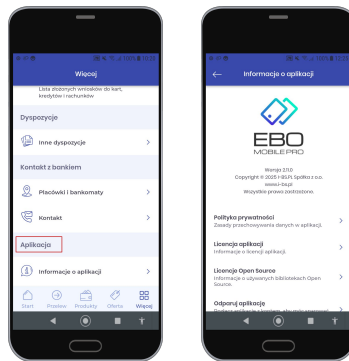 Więcej
Lista złożonych wniosków do kart,
kredytów i rachunków
Dyspozycje
Inne dyspozycje
Kontakt z bankiem
Placówki i bankomaty
Kontakt
Aplikacja
Informacje o aplikacji
Start
Przelew
Produkty
Oferta
Więcej
Informacje o aplikacji
EBO
MOBILE PRO
Wersja 2.11.0
Copyright © 2025 I-BS.PL Spółka z o.o.
www.i-bs.pl
Wszystkie prawa zastrzeżone.
Polityka prywatności
Zasady przechowywania danych w aplikacji.
Licencja aplikacji
Informacje o licencji aplikacji.
Licencje Open Source
Informacje o używanych bibliotekach Open
Source.
Odparuj aplikację